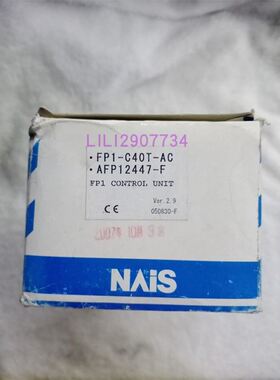 LILI2907734
・FP1-C40T-AC
・AFP12447-F
FP1 CONTROL UNIT
Ver. 2.9
CE
050830-F
NAiS